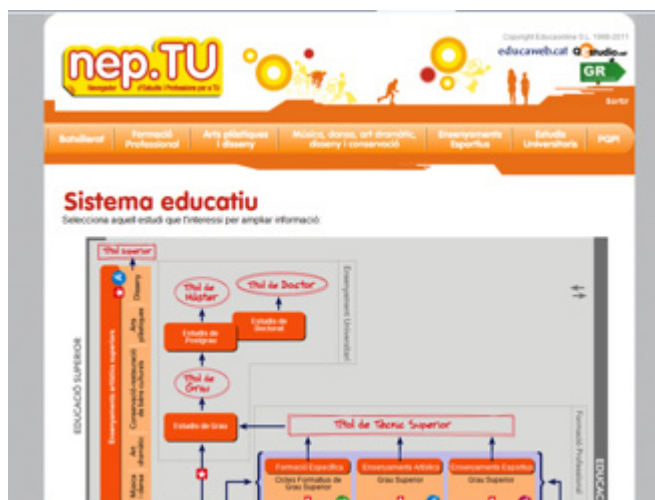 Copyright Educaonline S.L. 1998-2011
educaweb.cat
nep.TU
Navegador d'Estudis i Professions per a TU
GR
Sortir
Batxillerat
Formació Professional
Arts plàstiques i disseny
Música, dansa, art dramàtic, disseny i conservació
Ensenyaments Esportius
Estudis Universitaris
PQPI
Sistema educatiu
Selecciona aquell estudi que t'interessi per ampliar informació:
Títol superior
EDUCACIÓ SUPERIOR
Ensenyaments artístics superiors
Disseny
Arts plàstiques
Conservació-restauració de béns culturals
Art dramàtic
Música i dansa
Títol de Màster
Títol de Doctor
Ensenyament Universitari
Estudis de Postgrau
Estudis de Doctorat
Títol de Grau
Estudis de Grau
Títol de Tècnic Superior
Formació Professional
Formació Específica
Cicles Formatius de Grau Superior
Ensenyaments Artístics
Grau Superior
Ensenyaments Esportius
Grau Superior